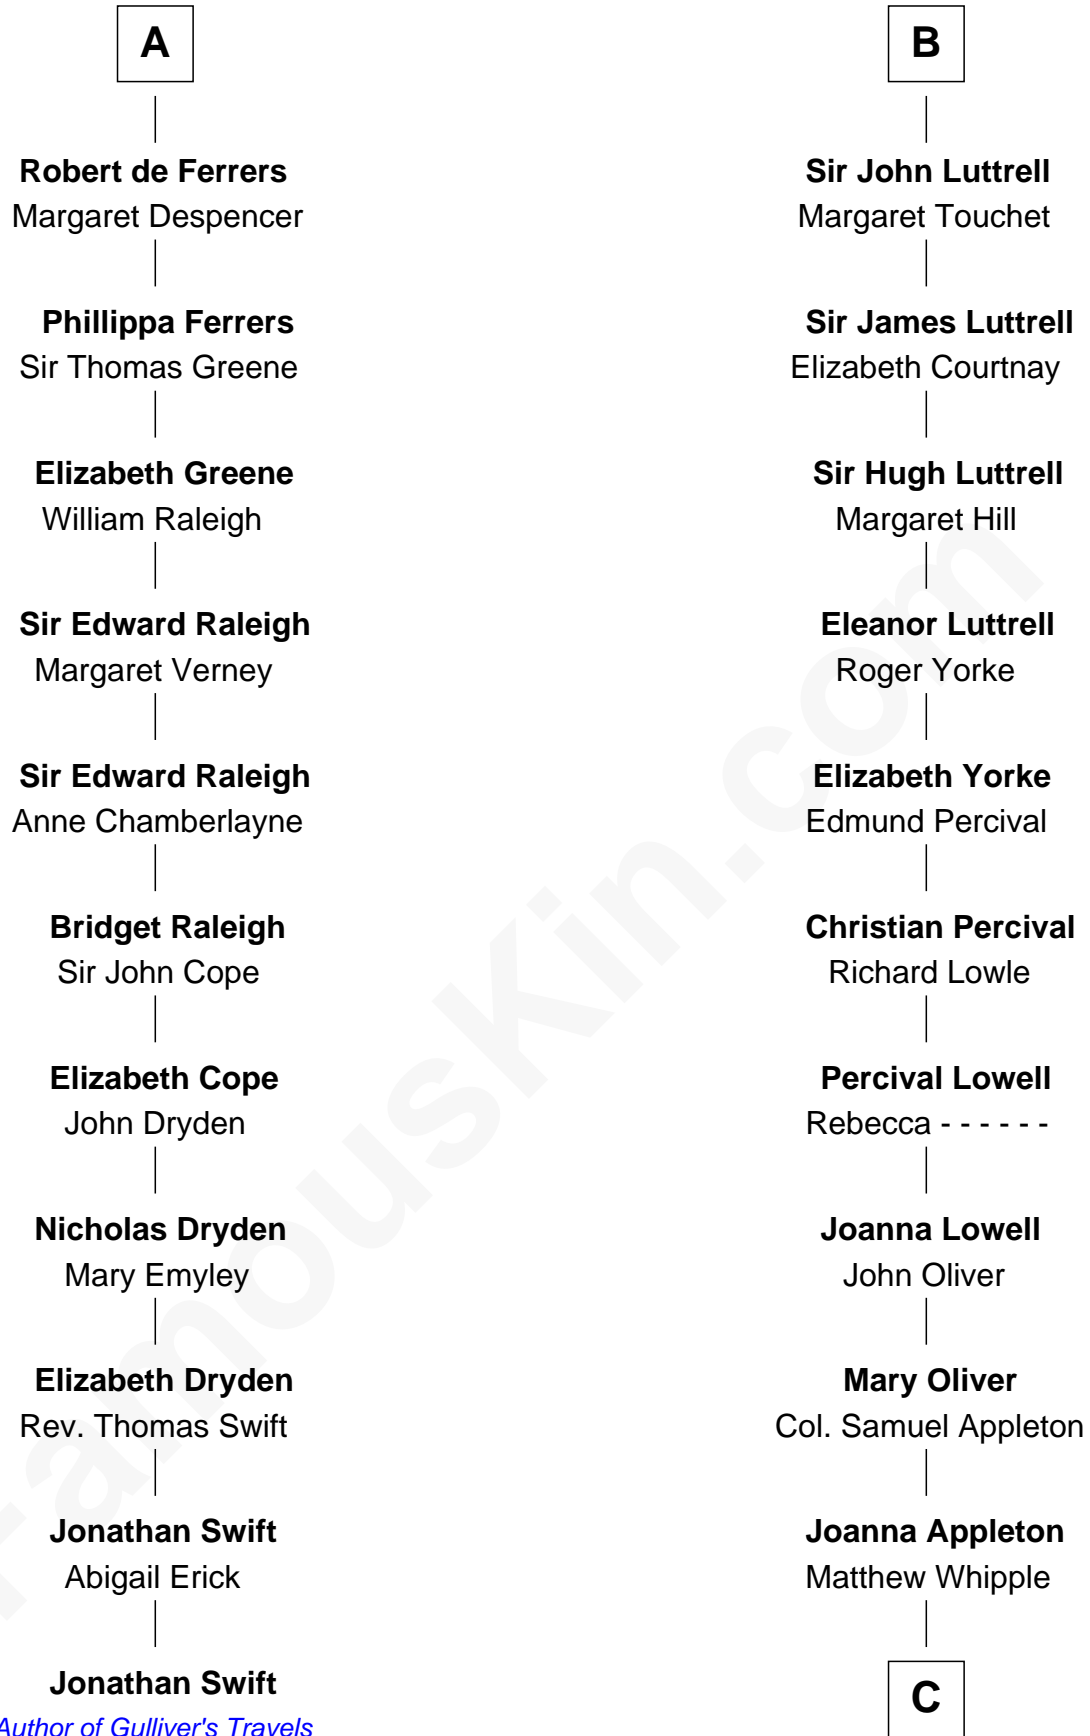 A
Robert de Ferrers
Margaret Despencer
Phillippa Ferrers
Sir Thomas Greene
Elizabeth Greene
William Raleigh
Sir Edward Raleigh
Margaret Verney
Sir Edward Raleigh
Anne Chamberlayne
Bridget Raleigh
Sir John Cope
Elizabeth Cope
John Dryden
Nicholas Dryden
Mary Emyley
Elizabeth Dryden
Rev. Thomas Swift
Jonathan Swift
Abigail Erick
Jonathan Swift
Author of Gulliver's Travels
B
Sir John Luttrell
Margaret Touchet
Sir James Luttrell
Elizabeth Courtnay
Sir Hugh Luttrell
Margaret Hill
Eleanor Luttrell
Roger Yorke
Elizabeth Yorke
Edmund Percival
Christian Percival
Richard Lowle
Percival Lowell
Rebecca - - - - - -
Joanna Lowell
John Oliver
Mary Oliver
Col. Samuel Appleton
Joanna Appleton
Matthew Whipple
C
FamousKin.com